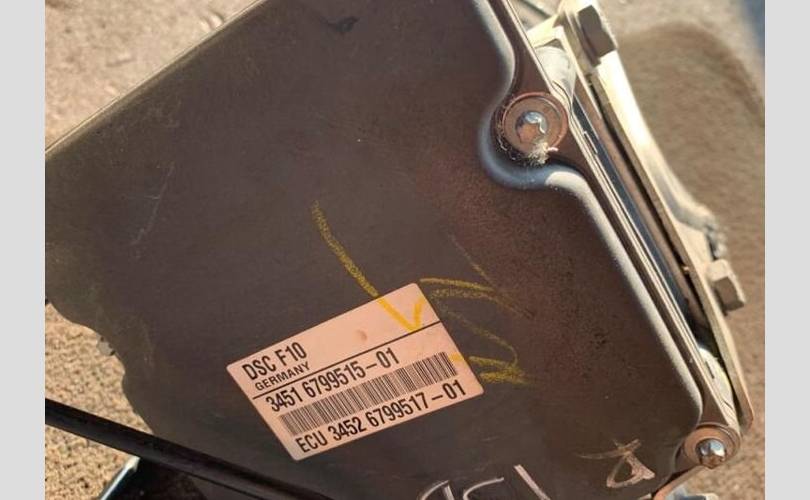 DSC F10
GERMANY
3451 6799515-01
ECU 3452 6799517-01